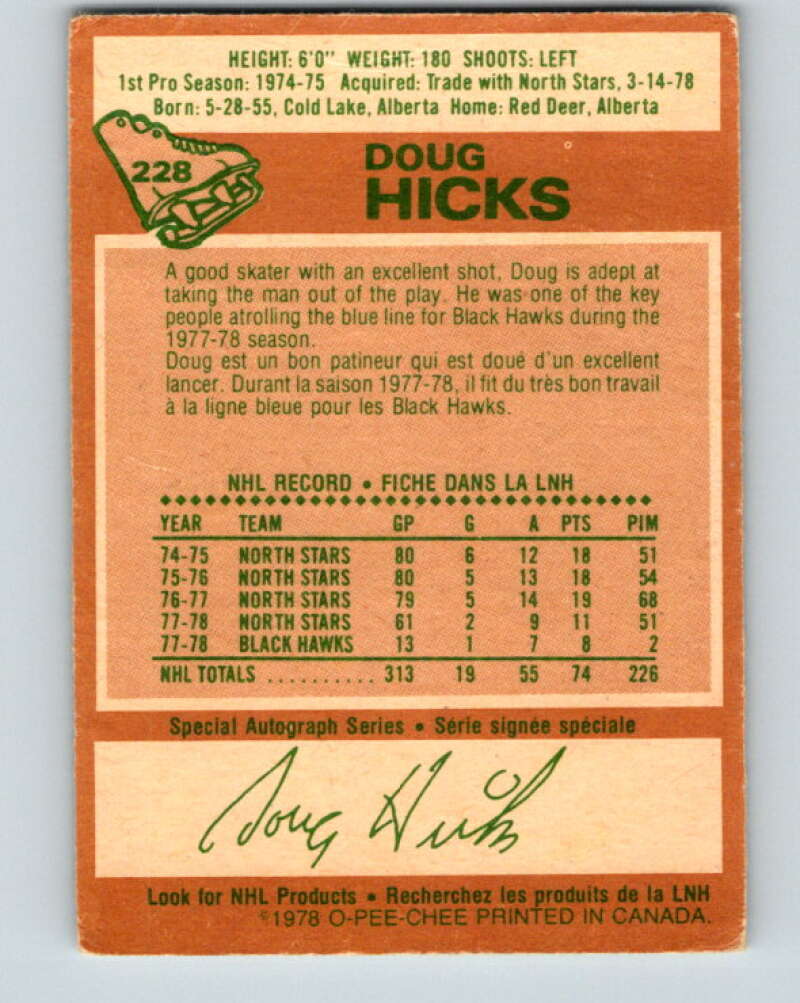 HEIGHT: 6'0" WEIGHT: 180 SHOOTS: LEFT
1st Pro Season: 1974-75 Acquired: Trade with North Stars, 3-14-78
Born: 5-28-55, Cold Lake, Alberta Home: Red Deer, Alberta
228
DOUG
HICKS
A good skater with an excellent shot, Doug is adept at
taking the man out of the play. He was one of the key
people atrolling the blue line for Black Hawks during the
1977-78 season.
Doug est un bon patineur qui est doué d'un excellent
lancer. Durant la saison 1977-78, il fit du très bon travail
à la ligne bleue pour les Black Hawks.
NHL RECORD • FICHE DANS LA LNH
YEAR TEAM GP G A PTS PIM
74-75 NORTH STARS 80 6 12 18 51
75-76 NORTH STARS 80 5 13 18 54
76-77 NORTH STARS 79 5 14 19 68
77-78 NORTH STARS 61 2 9 11 51
77-78 BLACK HAWKS 13 1 7 8 2
NHL TOTALS .......... 313 19 55 74 226
Special Autograph Series • Série signée spéciale
Doug Hicks
Look for NHL Products • Recherchez les produits de la LNH
©1978 O-PEE-CHEE PRINTED IN CANADA.